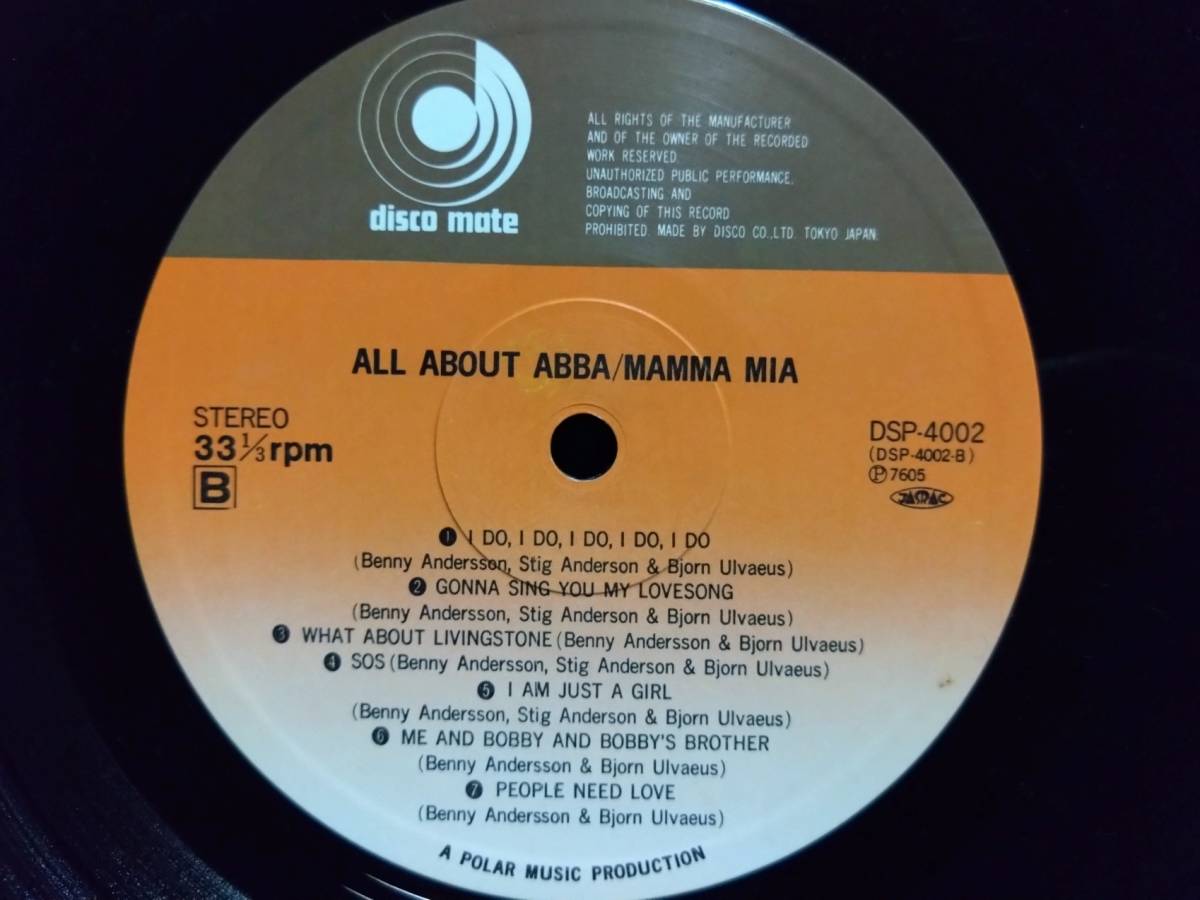 disco mate
ALL RIGHTS OF THE MANUFACTURER
AND OF THE OWNER OF THE RECORDED
WORK RESERVED.
UNAUTHORIZED PUBLIC PERFORMANCE,
BROADCASTING AND
COPYING OF THIS RECORD
PROHIBITED. MADE BY DISCO CO.,LTD. TOKYO JAPAN.
ALL ABOUT ABBA/MAMMA MIA
STEREO
33 1/3 rpm
B
DSP-4002
(DSP-4002-B)
Ⓟ7605
JASRAC
❶ I DO, I DO, I DO, I DO, I DO
(Benny Andersson, Stig Anderson & Bjorn Ulvaeus)
❷ GONNA SING YOU MY LOVESONG
(Benny Andersson, Stig Anderson & Bjorn Ulvaeus)
❸ WHAT ABOUT LIVINGSTONE (Benny Andersson & Bjorn Ulvaeus)
❹ SOS (Benny Andersson, Stig Anderson & Bjorn Ulvaeus)
❺ I AM JUST A GIRL
(Benny Andersson, Stig Anderson & Bjorn Ulvaeus)
❻ ME AND BOBBY AND BOBBY'S BROTHER
(Benny Andersson & Bjorn Ulvaeus)
❼ PEOPLE NEED LOVE
(Benny Andersson & Bjorn Ulvaeus)
A POLAR MUSIC PRODUCTION